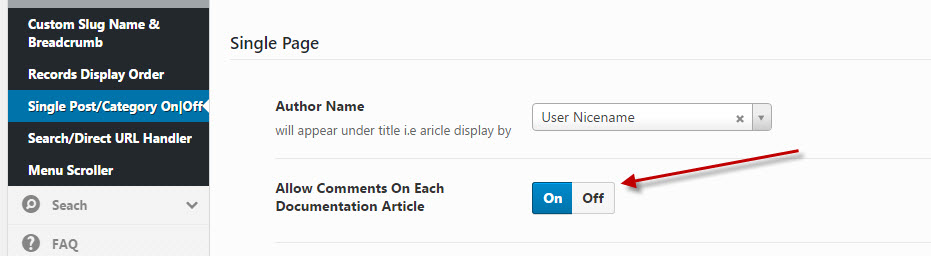 Custom Slug Name &
Breadcrumb
Records Display Order
Single Post/Category On|Off
Search/Direct URL Handler
Menu Scroller
Seach
FAQ
Single Page
Author Name
will appear under title i.e aricle display by
User Nicename
Allow Comments On Each
Documentation Article
On Off